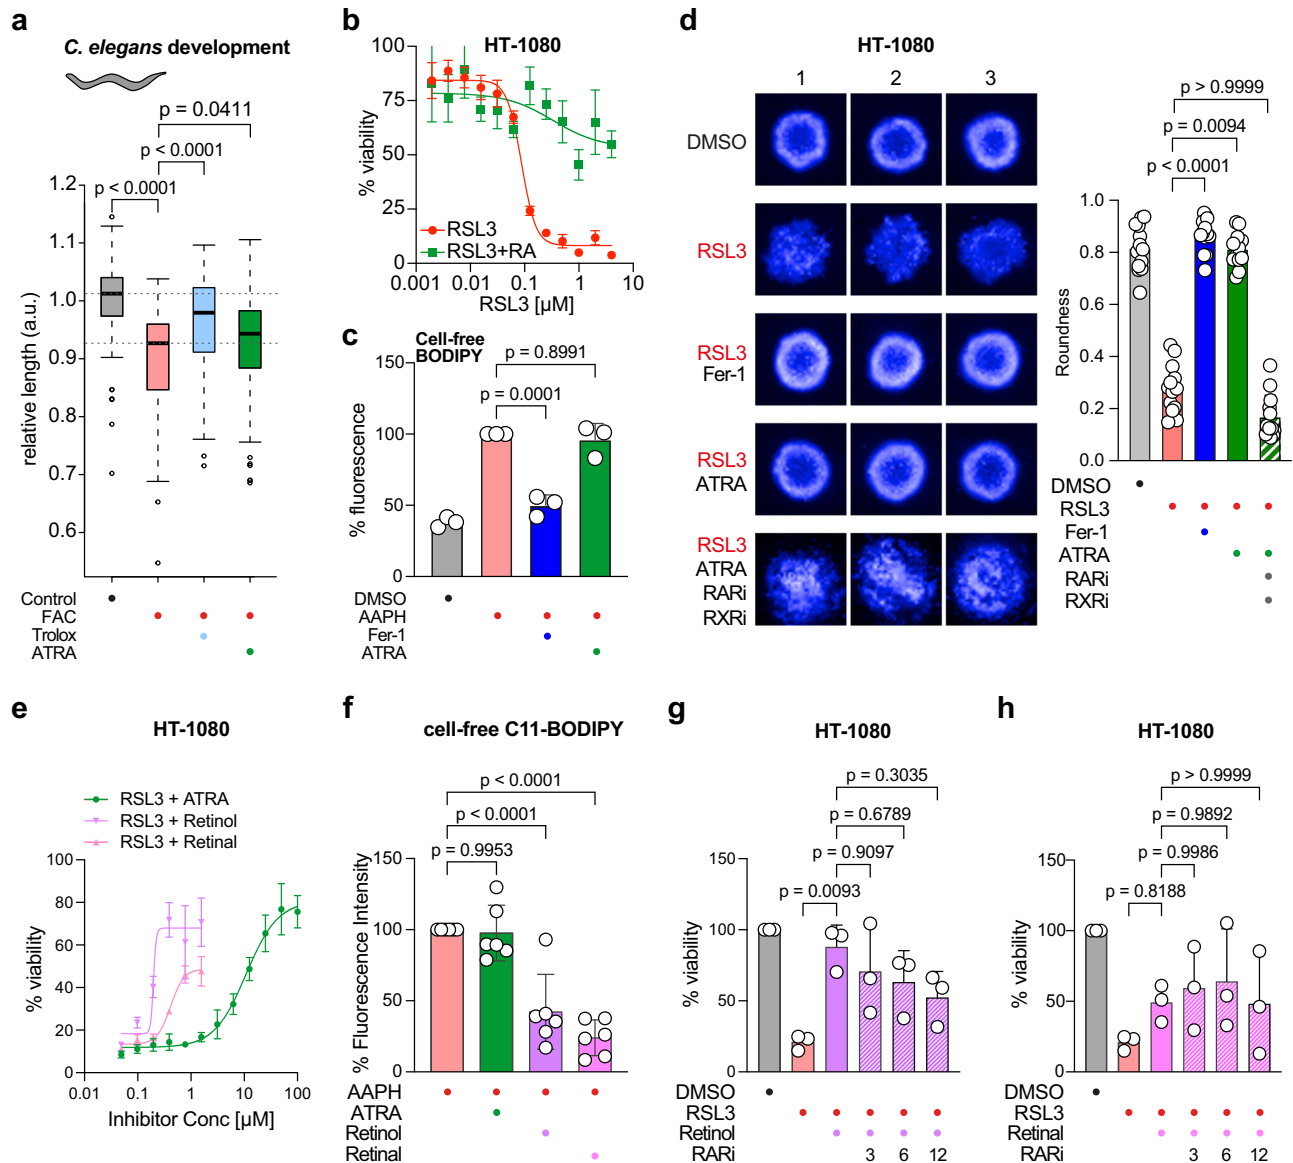 a
C. elegans development
p = 0.0411
p < 0.0001
p < 0.0001
relative length (a.u.)
1.2
1.1
1.0
0.9
0.8
0.7
0.6
Control
FAC
Trolox
ATRA
b
HT-1080
% viability
100
75
50
25
0
RSL3
RSL3+RA
0.001
0.01
0.1
1
10
RSL3 [µM]
c
Cell-free
BODIPY
p = 0.8991
p = 0.0001
% fluorescence
150
100
50
0
DMSO
AAPH
Fer-1
ATRA
d
HT-1080
1
2
3
DMSO
RSL3
RSL3
Fer-1
RSL3
ATRA
RSL3
ATRA
RARi
RXRi
p > 0.9999
p = 0.0094
p < 0.0001
Roundness
1.0
0.8
0.6
0.4
0.2
0.0
DMSO
RSL3
Fer-1
ATRA
RARi
RXRi
e
HT-1080
RSL3 + ATRA
RSL3 + Retinol
RSL3 + Retinal
% viability
100
80
60
40
20
0
0.01
0.1
1
10
100
Inhibitor Conc [µM]
f
cell-free C11-BODIPY
p < 0.0001
p < 0.0001
p = 0.9953
% Fluorescence Intensity
150
100
50
0
AAPH
ATRA
Retinol
Retinal
g
HT-1080
p = 0.3035
p = 0.6789
p = 0.9097
p = 0.0093
% viability
150
100
50
0
DMSO
RSL3
Retinol
RARi 3 6 12
h
HT-1080
p > 0.9999
p = 0.9892
p = 0.9986
p = 0.8188
% viability
150
100
50
0
DMSO
RSL3
Retinal
RARi 3 6 12